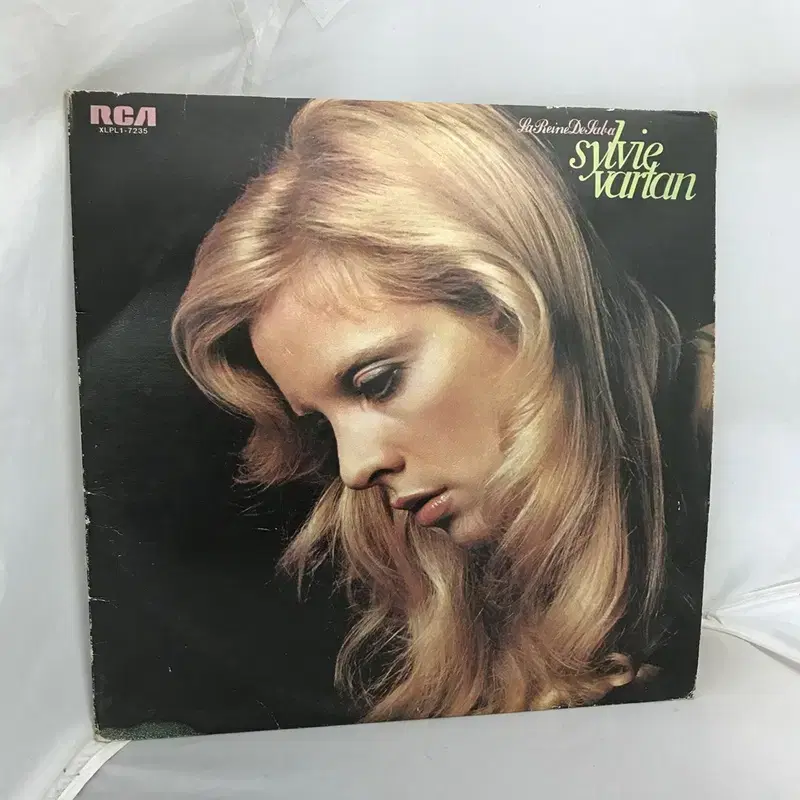 RCA
XLPL1-7235
La Reine De Saba
sylvie
vartan